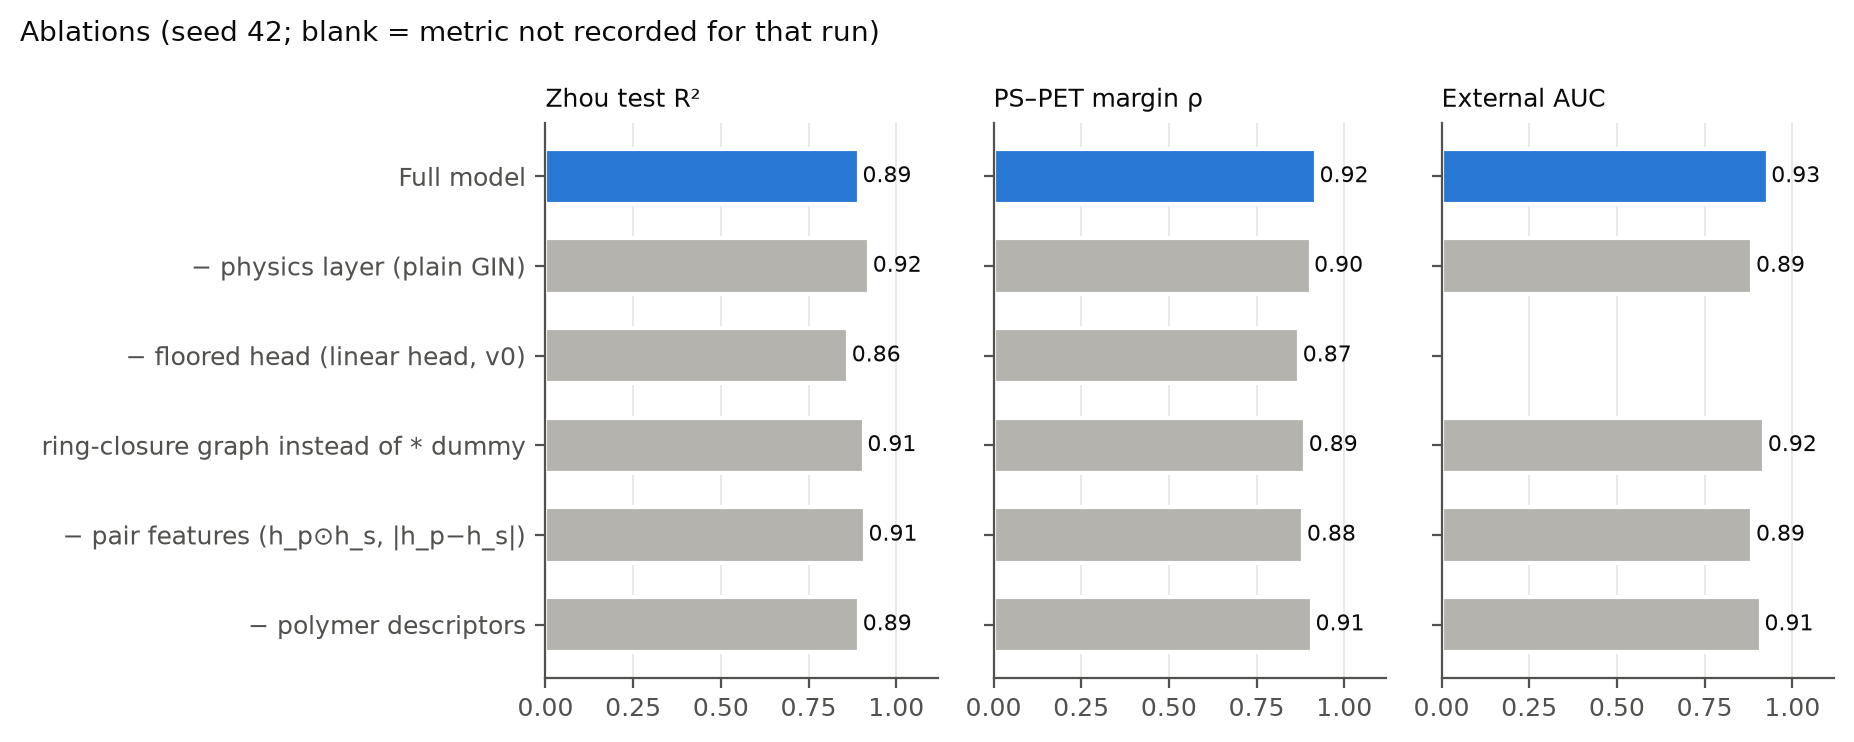 Ablations (seed 42; blank = metric not recorded for that run)
Zhou test R²
PS–PET margin ρ
External AUC
Full model
0.89
0.92
0.93
− physics layer (plain GIN)
0.92
0.90
0.89
− floored head (linear head, v0)
0.86
0.87
ring-closure graph instead of * dummy
0.91
0.89
0.92
− pair features (h_p⊙h_s, |h_p−h_s|)
0.91
0.88
0.89
− polymer descriptors
0.89
0.91
0.91
0.00 0.25 0.50 0.75 1.00
0.00 0.25 0.50 0.75 1.00
0.00 0.25 0.50 0.75 1.00